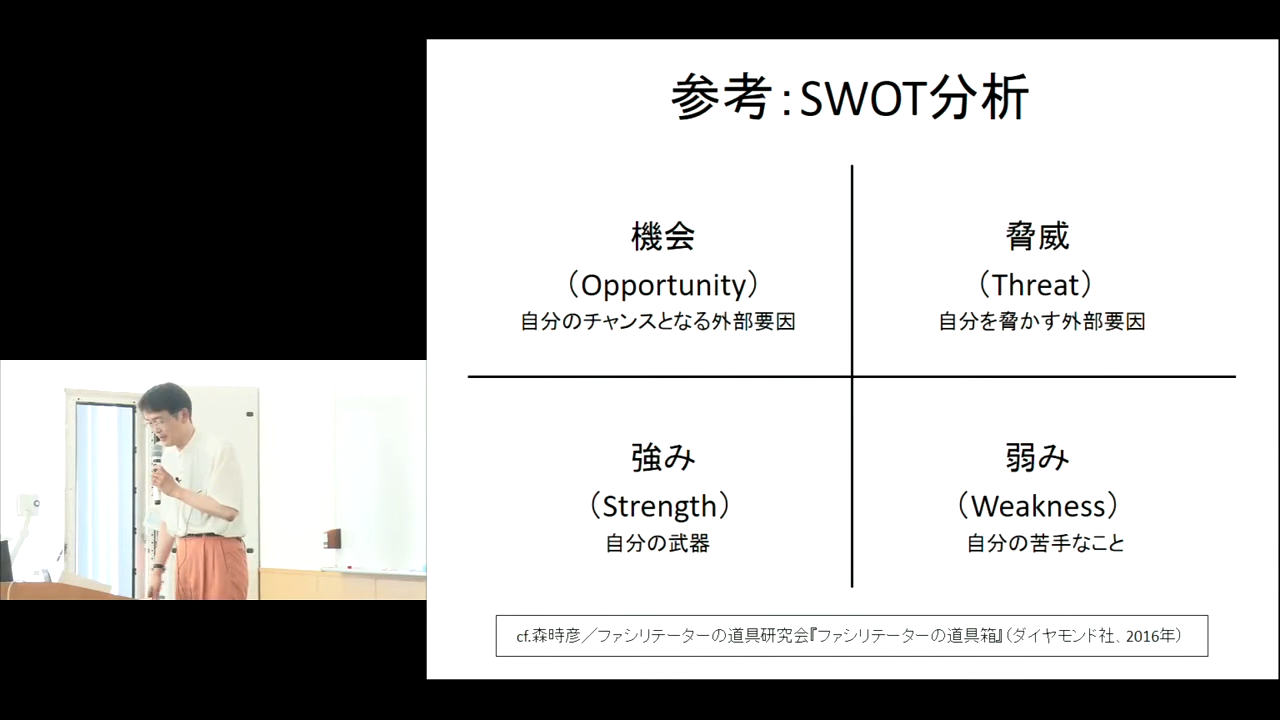 参考：SWOT分析
機会
（Opportunity）
自分のチャンスとなる外部要因
脅威
（Threat）
自分を脅かす外部要因
強み
（Strength）
自分の武器
弱み
（Weakness）
自分の苦手なこと
cf.森時彦／ファシリテーターの道具研究会『ファシリテーターの道具箱』（ダイヤモンド社、2016年）